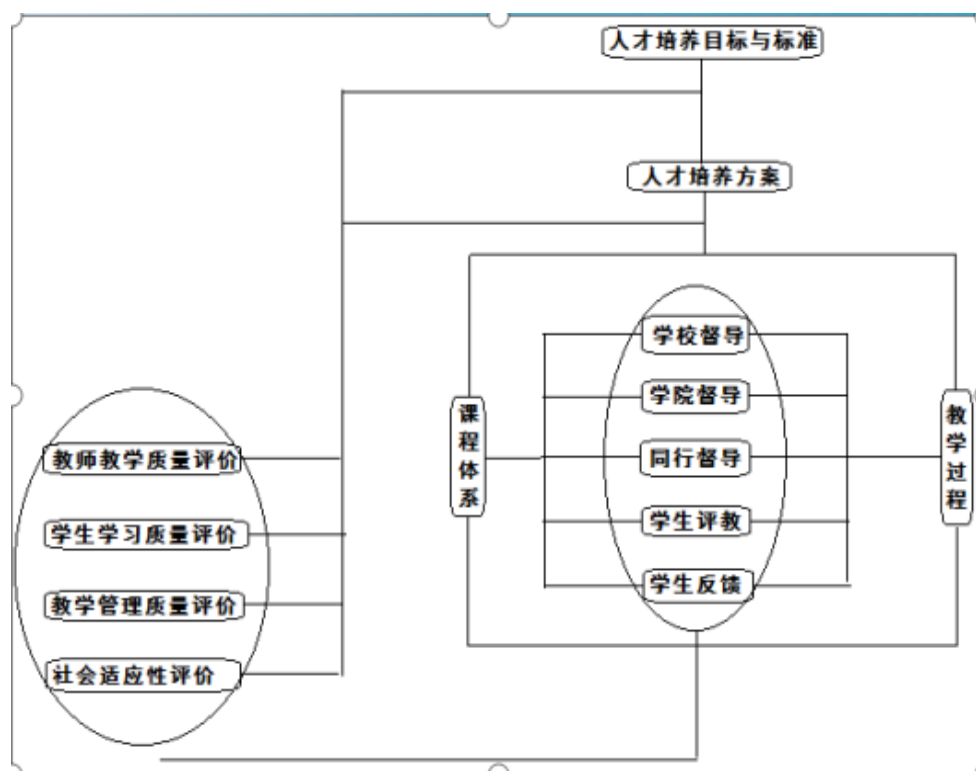 人才培养目标与标准
人才培养方案
学校督导
学院督导
课程体系
同行督导
教学过程
学生评教
学生反馈
教师教学质量评价
学生学习质量评价
教学管理质量评价
社会适应性评价